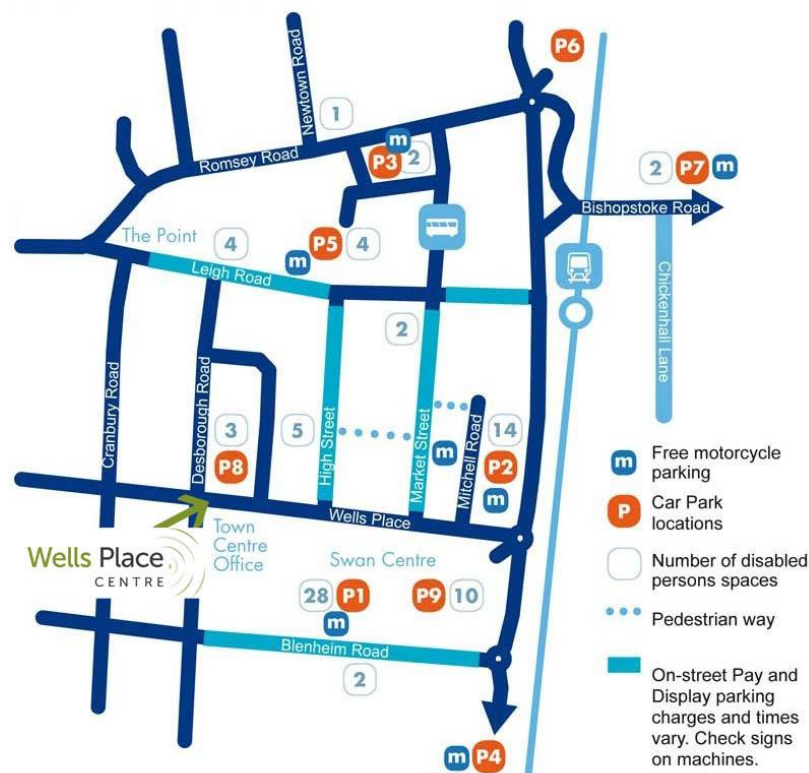 P6
Newtown Road
1
m
Romsey Road
P3
2
2
P7
m
Bishopstoke Road
The Point
4
P5
4
m
Leigh Road
Chickenhall Lane
2
Cranbury Road
Desborough Road
3
P8
5
High Street
Market Street
m
Mitchell Road
14
P2
m
Wells Place
Wells Place
CENTRE
Town
Centre
Office
Swan Centre
28
P1
m
P9
10
Blenheim Road
2
m
P4
m
Free motorcycle
parking
P
Car Park
locations
Number of disabled
persons spaces
Pedestrian way
On-street Pay and
Display parking
charges and times
vary. Check signs
on machines.